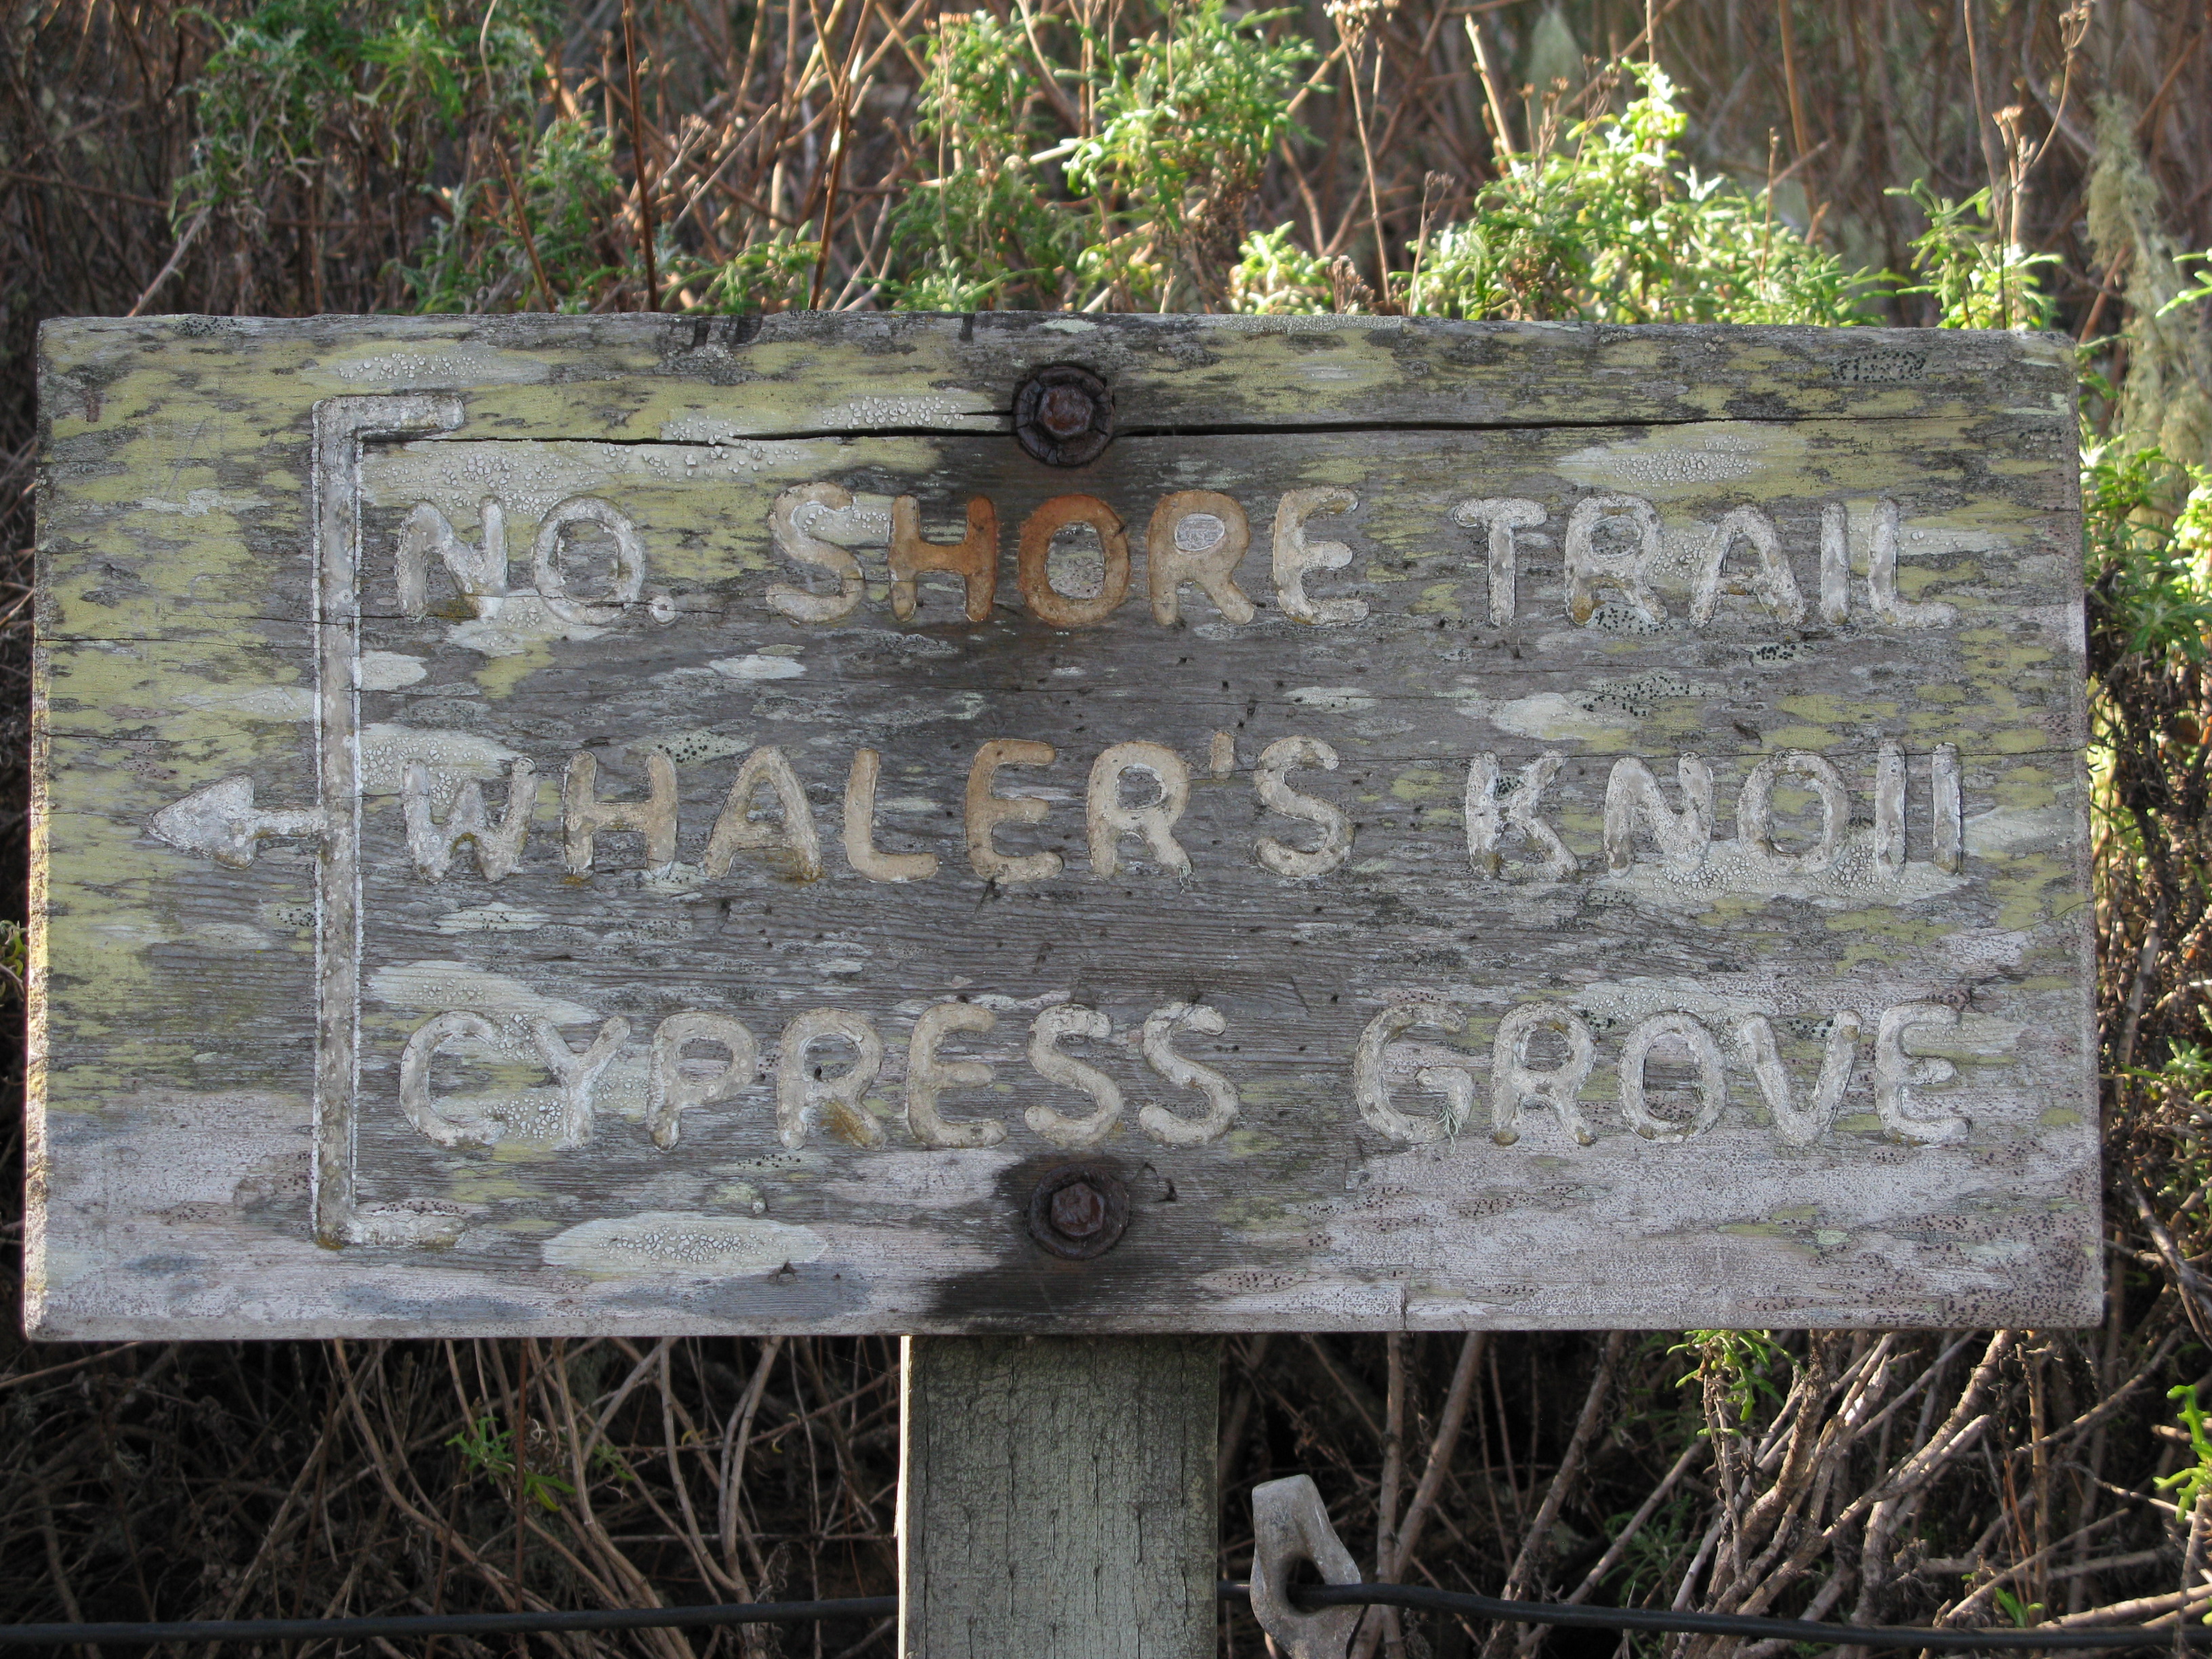 NO. SHORE TRAIL
WHALER'S KNOll
CYPRESS GROVE